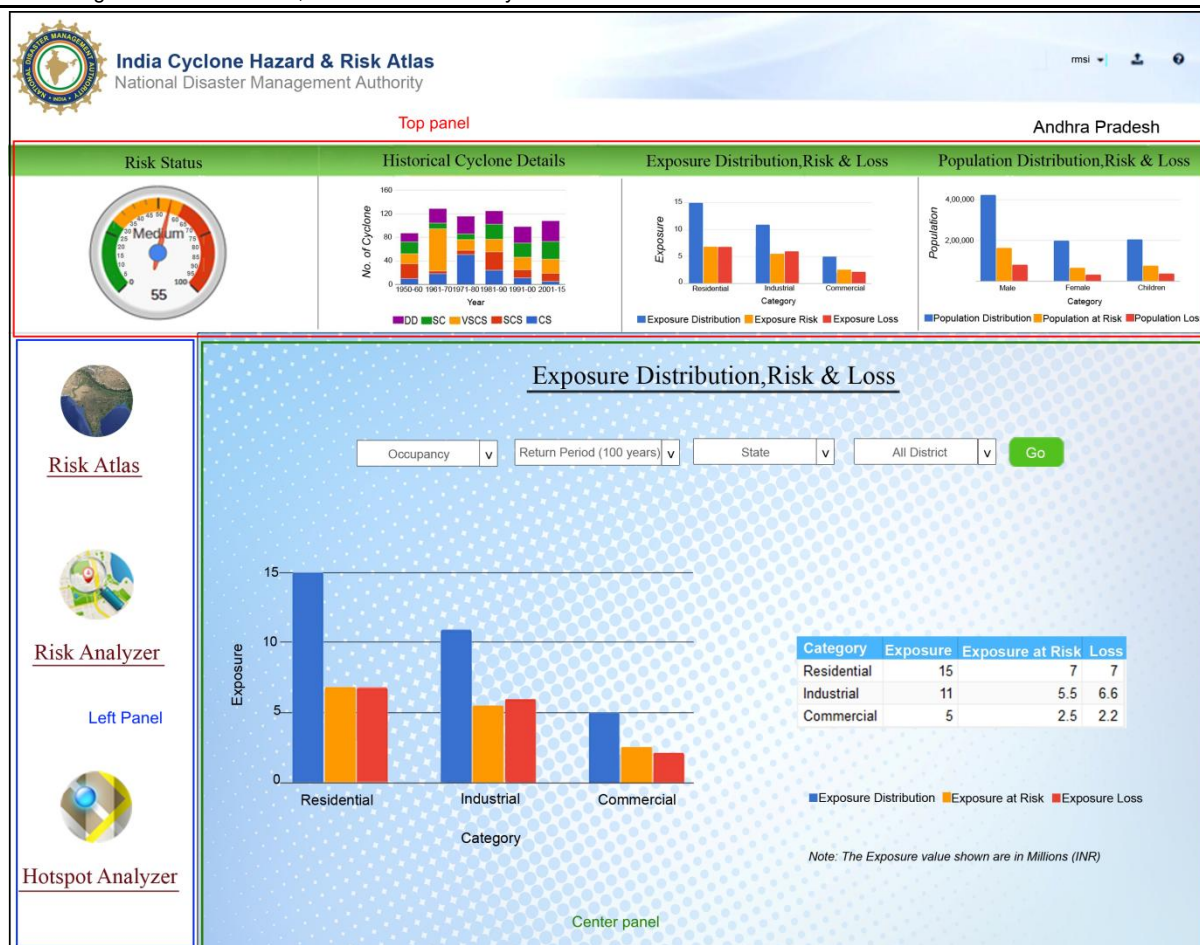 India Cyclone Hazard & Risk Atlas
National Disaster Management Authority
rmsi
Top panel
Andhra Pradesh
Risk Status
Historical Cyclone Details
Exposure Distribution,Risk & Loss
Population Distribution,Risk & Loss
Medium
55
0
100
No. of Cyclone
160
120
80
40
0
1950-60 1961-70 1971-80 1981-90 1991-00 2001-15
Year
DD SC VSCS SCS CS
Exposure
15
10
5
0
Residential Industrial Commercial
Category
Exposure Distribution Exposure Risk Exposure Loss
Population
4,00,000
2,00,000
Male Female Children
Category
Population Distribution Population at Risk Population Los
Risk Atlas
Risk Analyzer
Left Panel
Hotspot Analyzer
Exposure Distribution,Risk & Loss
Occupancy v Return Period (100 years) v State v All District v Go
Exposure
15
10
5
0
Residential Industrial Commercial
Category
Category Exposure Exposure at Risk Loss
Residential 15 7 7
Industrial 11 5.5 6.6
Commercial 5 2.5 2.2
Exposure Distribution Exposure at Risk Exposure Loss
Note: The Exposure value shown are in Millions (INR)
Center panel